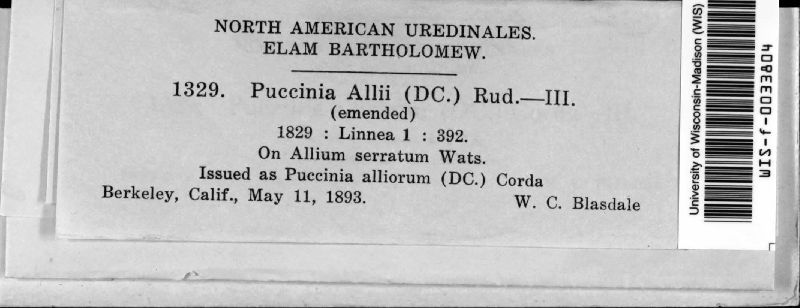 NORTH AMERICAN UREDINALES.
ELAM BARTHOLOMEW.
1329. Puccinia Allii (DC.) Rud.—III.
(emended)
1829 : Linnea 1 : 392.
On Allium serratum Wats.
Issued as Puccinia alliorum (DC.) Corda
Berkeley, Calif., May 11, 1893. W. C. Blasdale
University of Wisconsin-Madison (WIS)
WIS-f-0033804